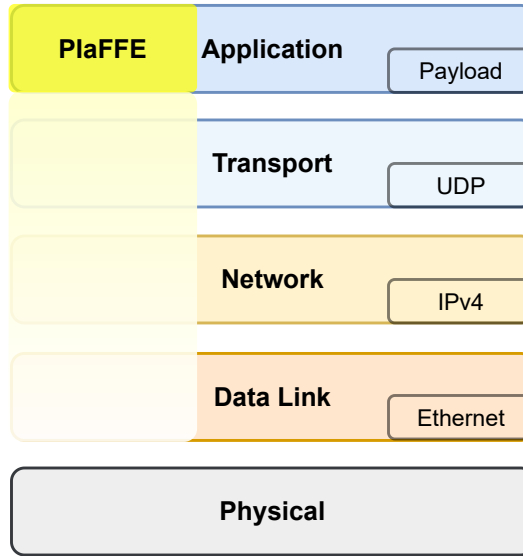 PlaFFE Application
Payload
Transport
UDP
Network
IPv4
Data Link
Ethernet
Physical